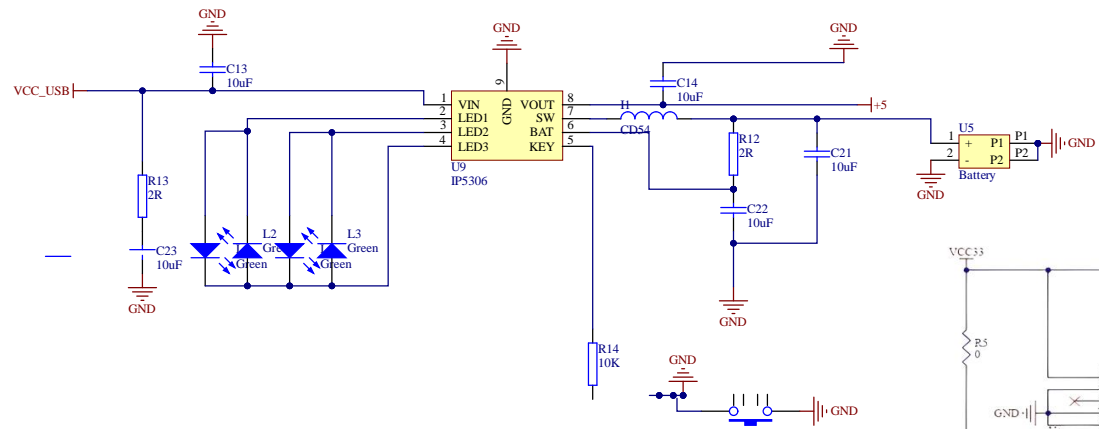 GND
GND
GND
C13
10uF
C14
10uF
VCC_USB
9
GND
1 VIN VOUT 8
2 LED1 SW 7
3 LED2 BAT 6
4 LED3 KEY 5
U9
IP5306
+5
CD54
R12
2R
C21
10uF
U5
1 + P1 P1
2 - P2 P2
Battery
GND
GND
R13
2R
C22
10uF
C23
10uF
GND
L2
Green
L3
Green
Green
GND
VCC33
R5
0
R14
10K
GND
GND
GND